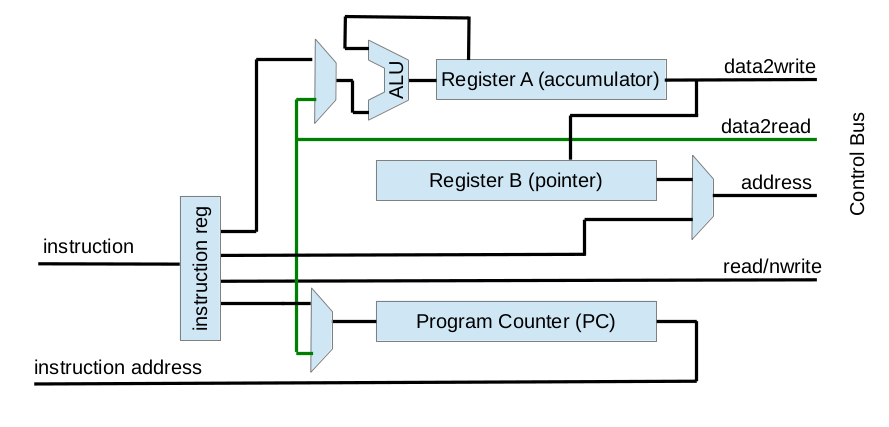 ALU
Register A (accumulator)
data2write
data2read
Register B (pointer)
address
Control Bus
instruction
instruction reg
read/nwrite
Program Counter (PC)
instruction address